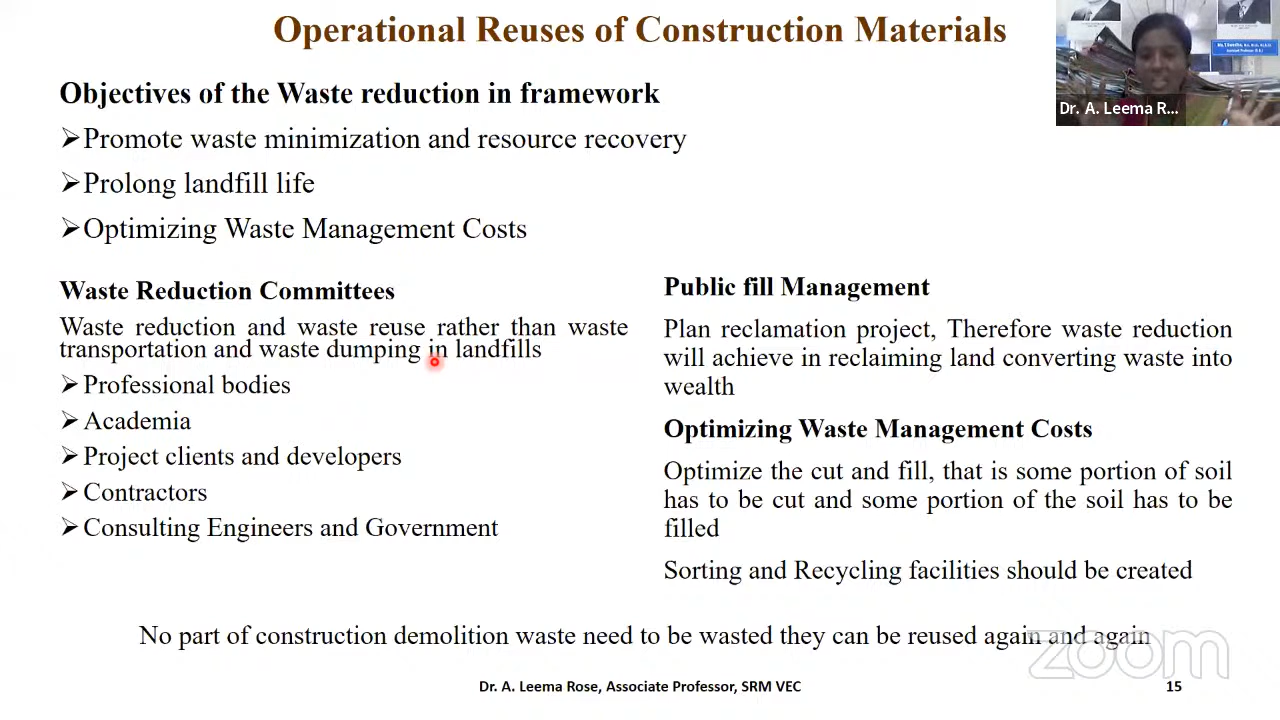 Operational Reuses of Construction Materials
Dr. A. Leema R...
Objectives of the Waste reduction in framework
➢Promote waste minimization and resource recovery
➢Prolong landfill life
➢Optimizing Waste Management Costs
Waste Reduction Committees
Waste reduction and waste reuse rather than waste
transportation and waste dumping in landfills
➢Professional bodies
➢Academia
➢Project clients and developers
➢Contractors
➢Consulting Engineers and Government
Public fill Management
Plan reclamation project, Therefore waste reduction
will achieve in reclaiming land converting waste into
wealth
Optimizing Waste Management Costs
Optimize the cut and fill, that is some portion of soil
has to be cut and some portion of the soil has to be
filled
Sorting and Recycling facilities should be created
No part of construction demolition waste need to be wasted they can be reused again and again
zoom
Dr. A. Leema Rose, Associate Professor, SRM VEC
15